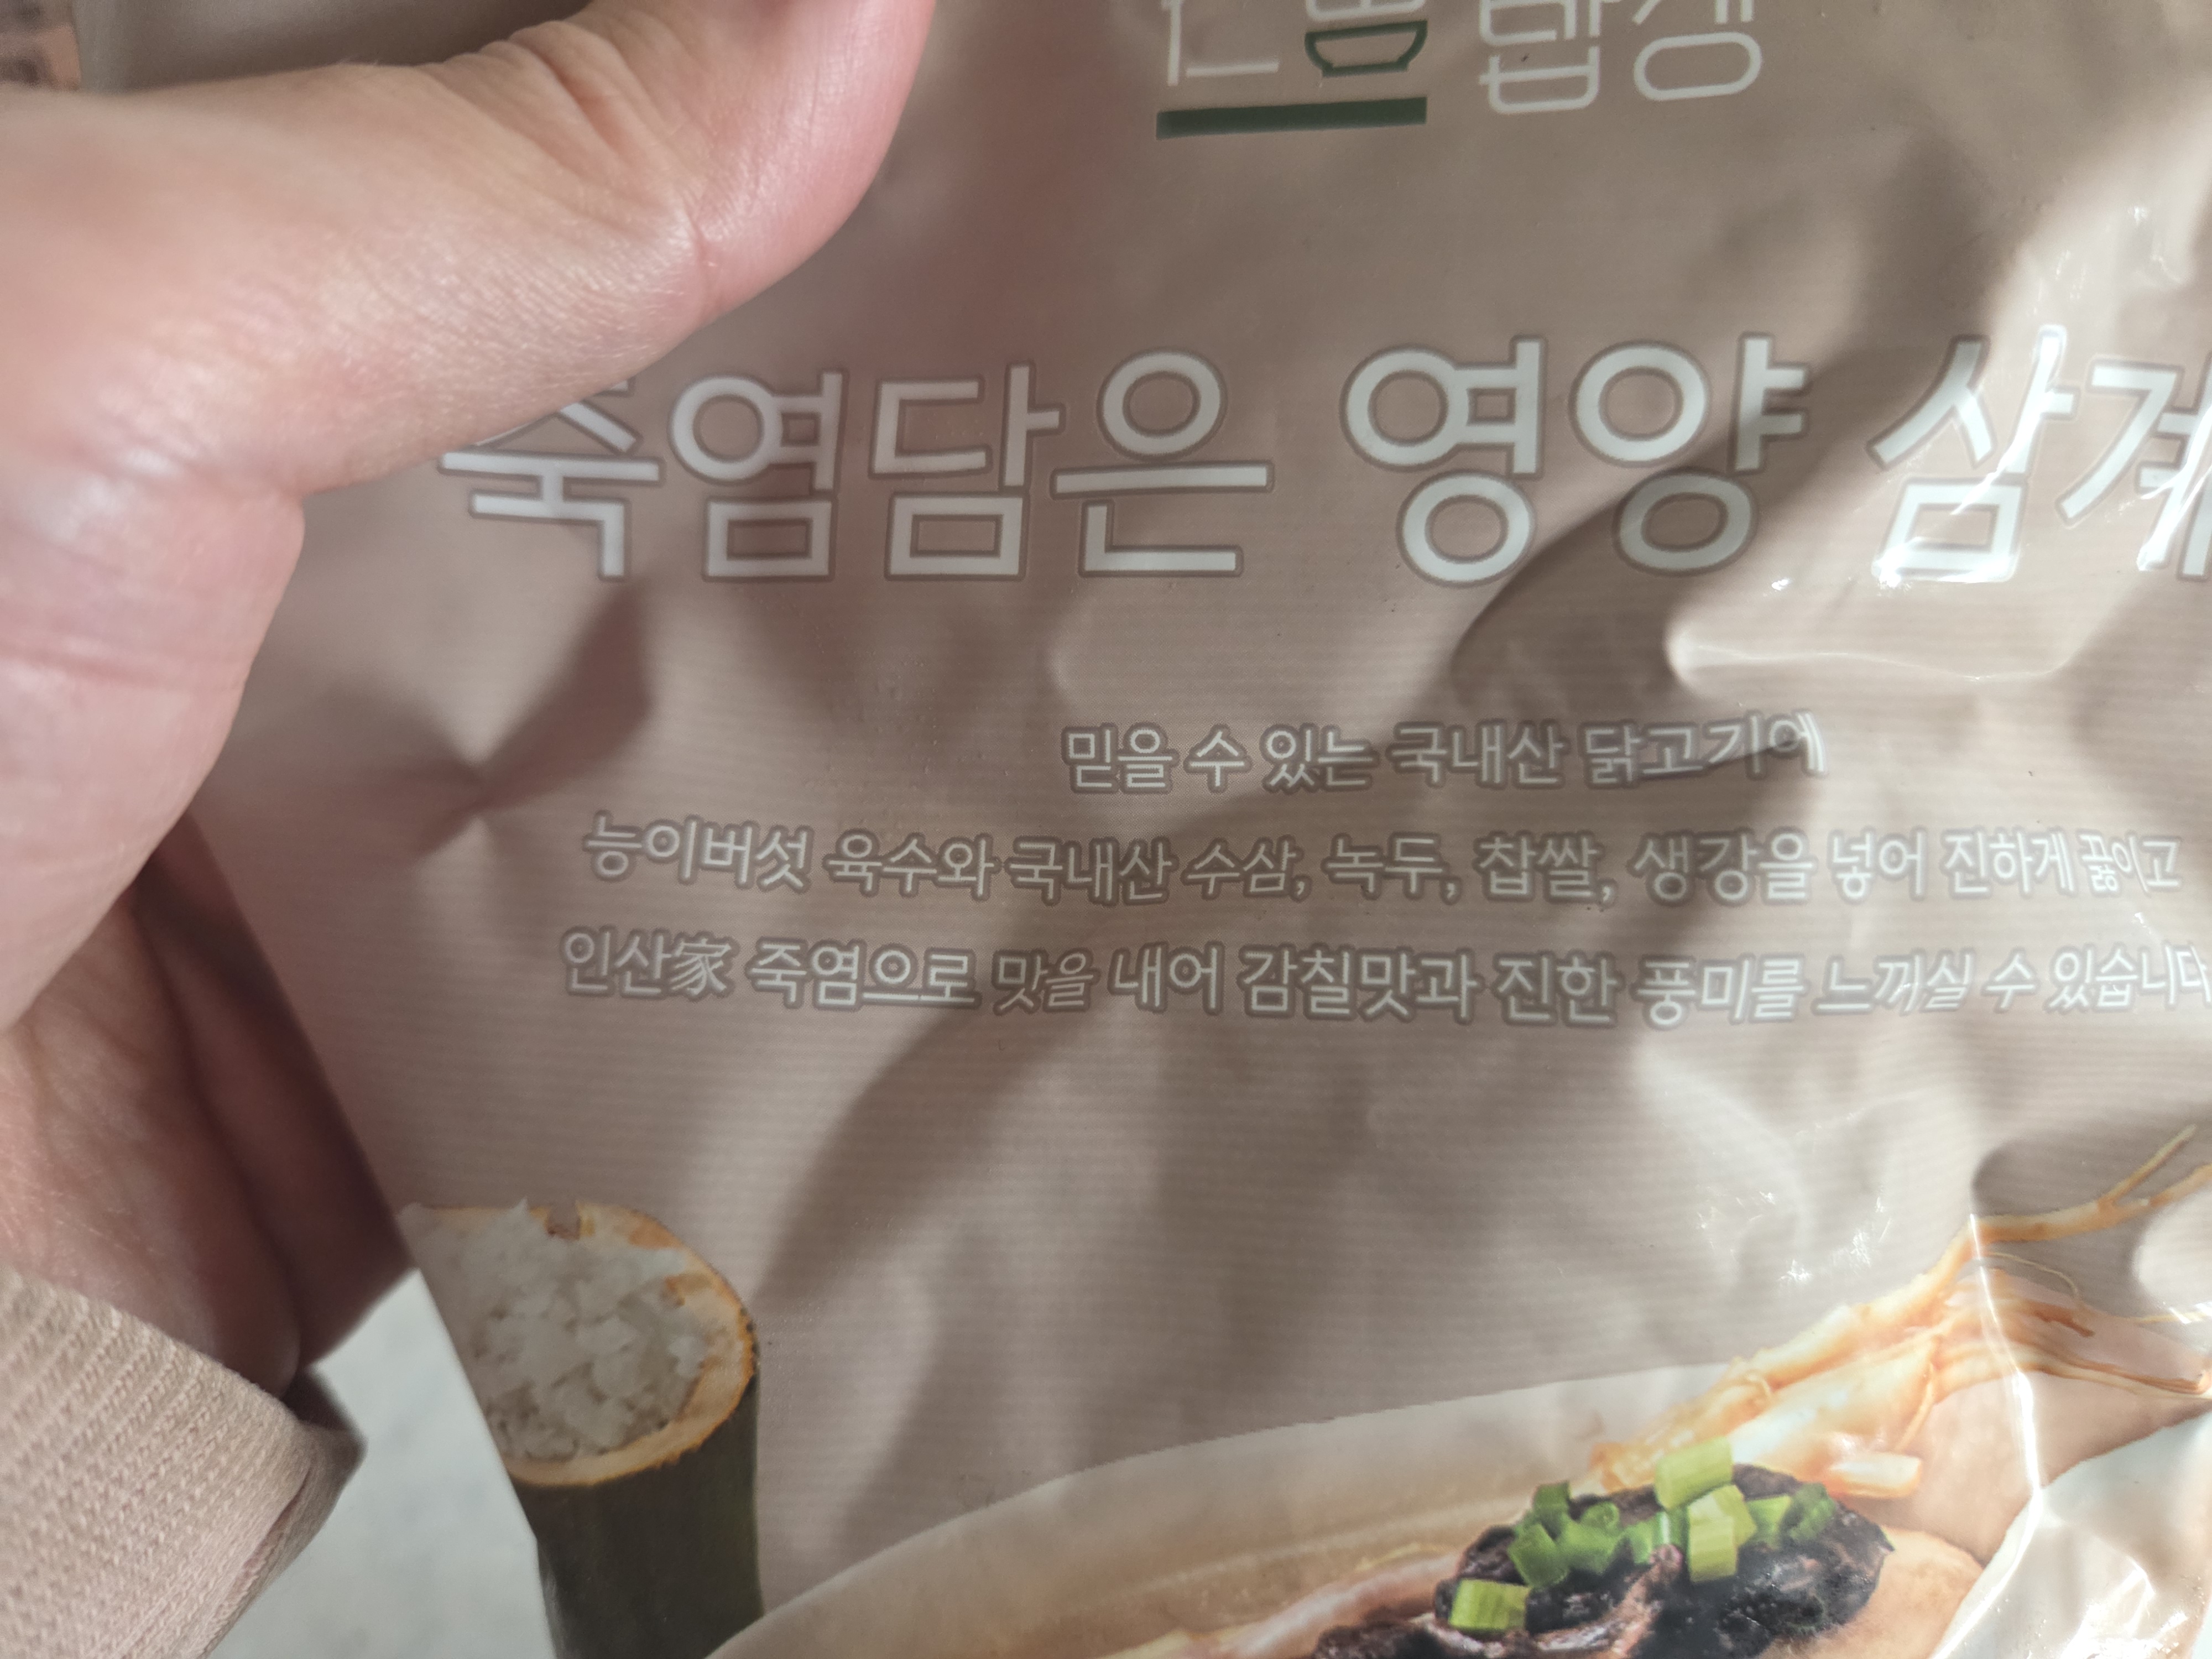 밥상
죽염담은 영양 삼계
믿을 수 있는 국내산 닭고기에
능이버섯 육수와 국내산 수삼, 녹두, 찹쌀, 생강을 넣어 진하게 끓이고
인산家 죽염으로 맛을 내어 감칠맛과 진한 풍미를 느껴실 수 있습니다